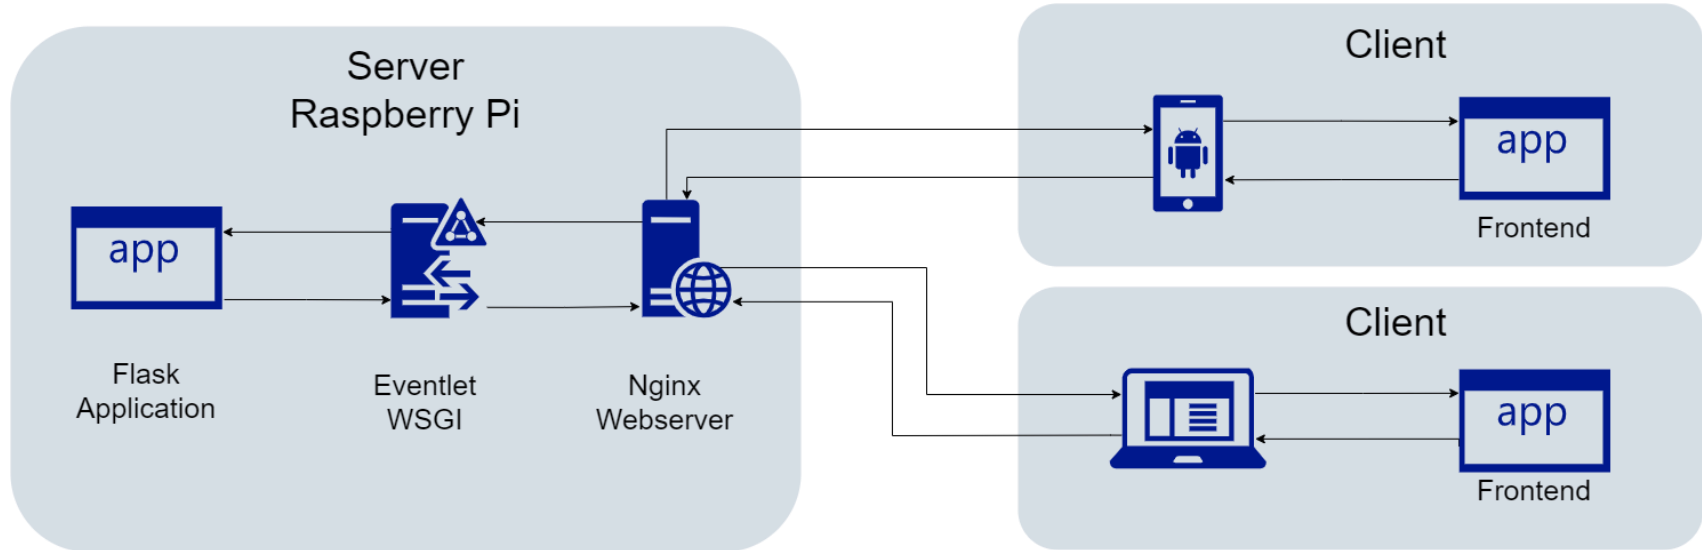 Server
Raspberry Pi
app
Flask
Application
Eventlet
WSGI
Nginx
Webserver
Client
app
Frontend
Client
app
Frontend